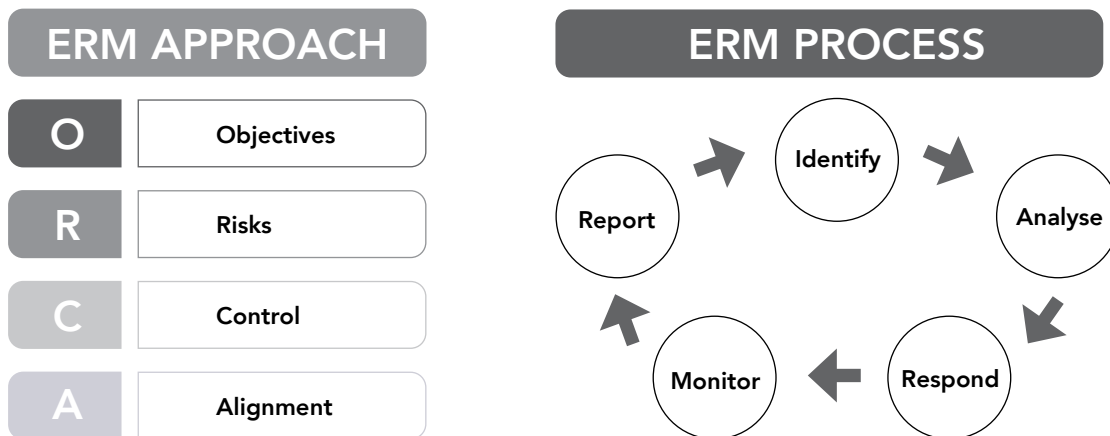 ERM APPROACH
O Objectives
R Risks
C Control
A Alignment
ERM PROCESS
Identify
Analyse
Respond
Monitor
Report